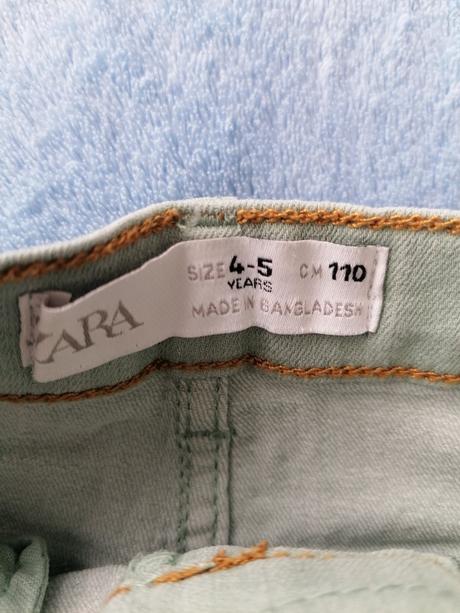 ZARA
SIZE 4-5 CM 110
YEARS
MADE IN BANGLADESH